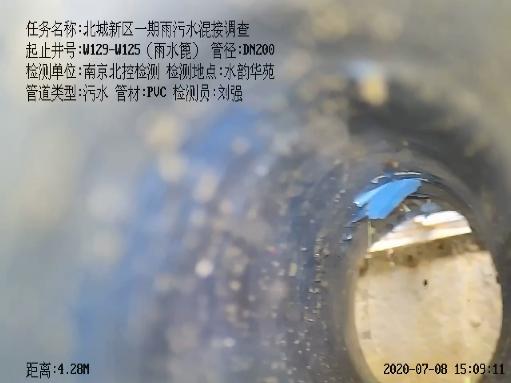 任务名称:北城新区一期雨污水混接调查
起止井号:W129-W125（雨水篦） 管径:DN200
检测单位:南京北控检测 检测地点:水韵华苑
管道类型:污水 管材:PVC 检测员:刘强
距离:4.28M 2020-07-08 15:09:11